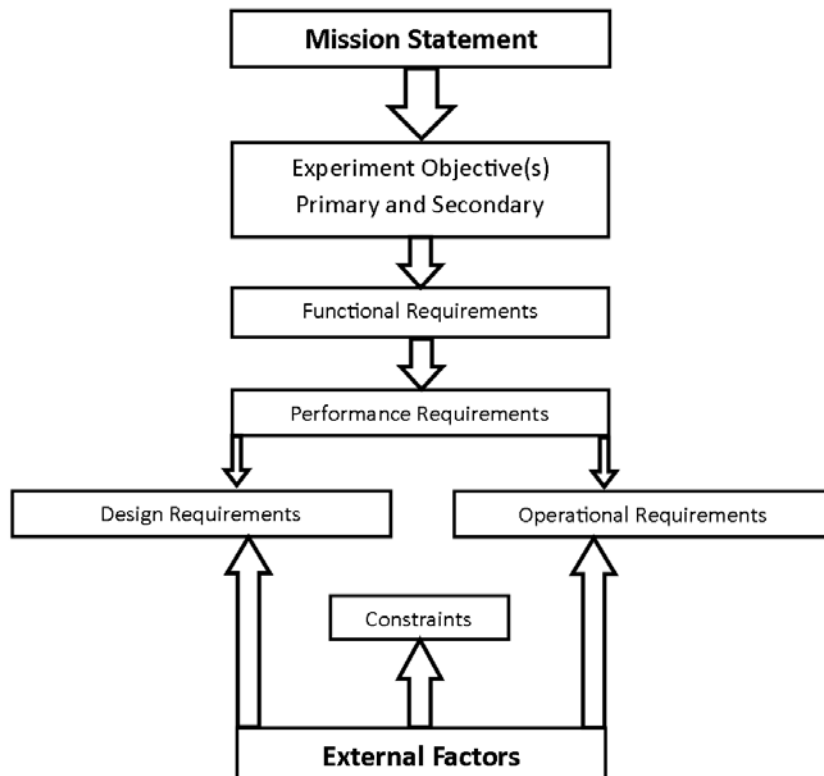 Mission Statement
Experiment Objective(s)
Primary and Secondary
Functional Requirements
Performance Requirements
Design Requirements
Operational Requirements
Constraints
External Factors